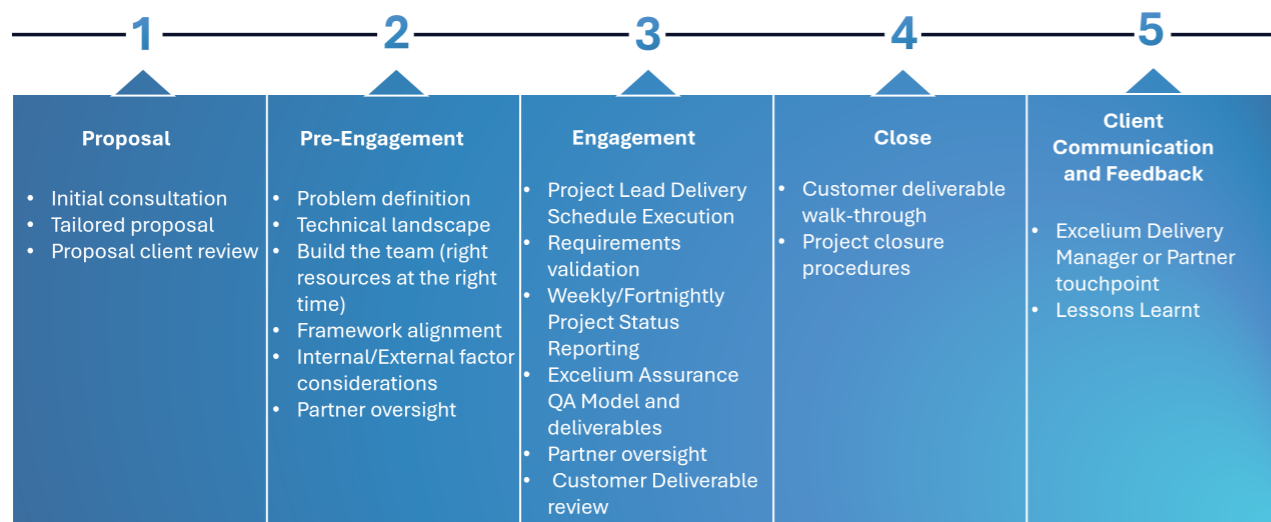 1
2
3
4
5
Proposal
• Initial consultation
• Tailored proposal
• Proposal client review
Pre-Engagement
• Problem definition
• Technical landscape
• Build the team (right
resources at the right
time)
• Framework alignment
• Internal/External factor
considerations
• Partner oversight
Engagement
• Project Lead Delivery
Schedule Execution
• Requirements
validation
• Weekly/Fortnightly
Project Status
Reporting
• Excelium Assurance
QA Model and
deliverables
• Partner oversight
• Customer Deliverable
review
Close
• Customer deliverable
walk-through
• Project closure
procedures
Client
Communication
and Feedback
• Excelium Delivery
Manager or Partner
touchpoint
• Lessons Learnt